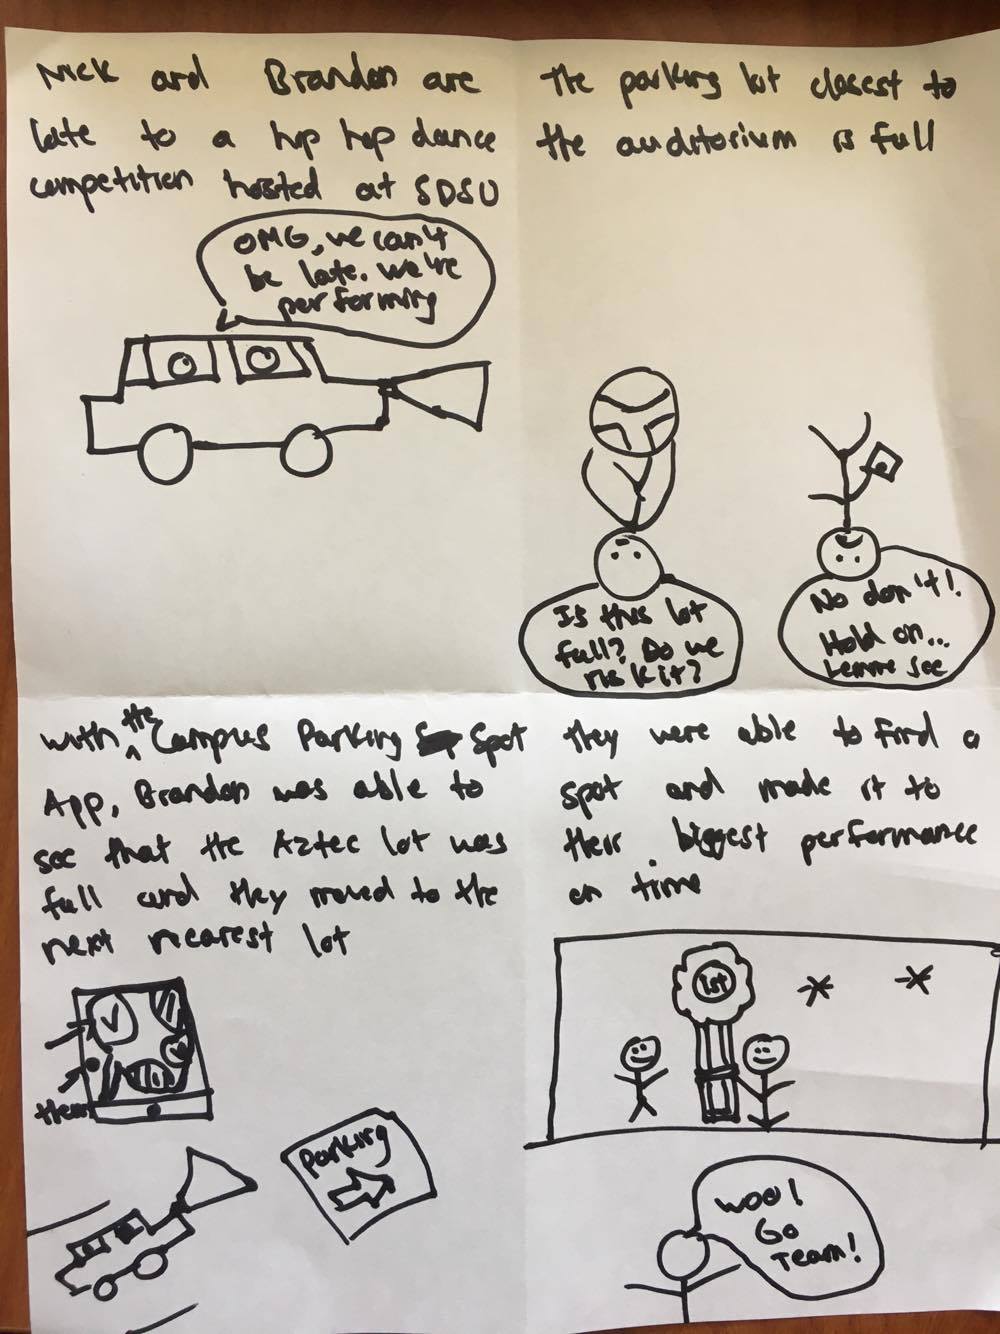 Nick and Brandon are
late to a hip hop dance
competition hosted at SDSU
OMG, we can't
be late. We're
performing
The parking lot closest to
the auditorium is full
Is this lot
full? Do we
risk it?
No don't!
Hold on...
Lemme see
With the Campus Parking Spot
App, Brandon was able to
see that the Aztec lot was
full and they moved to the
next nearest lot
them
Parking
They were able to find a
spot and made it to
their biggest performance
on time
1st
WOO!
GO
TEAM!